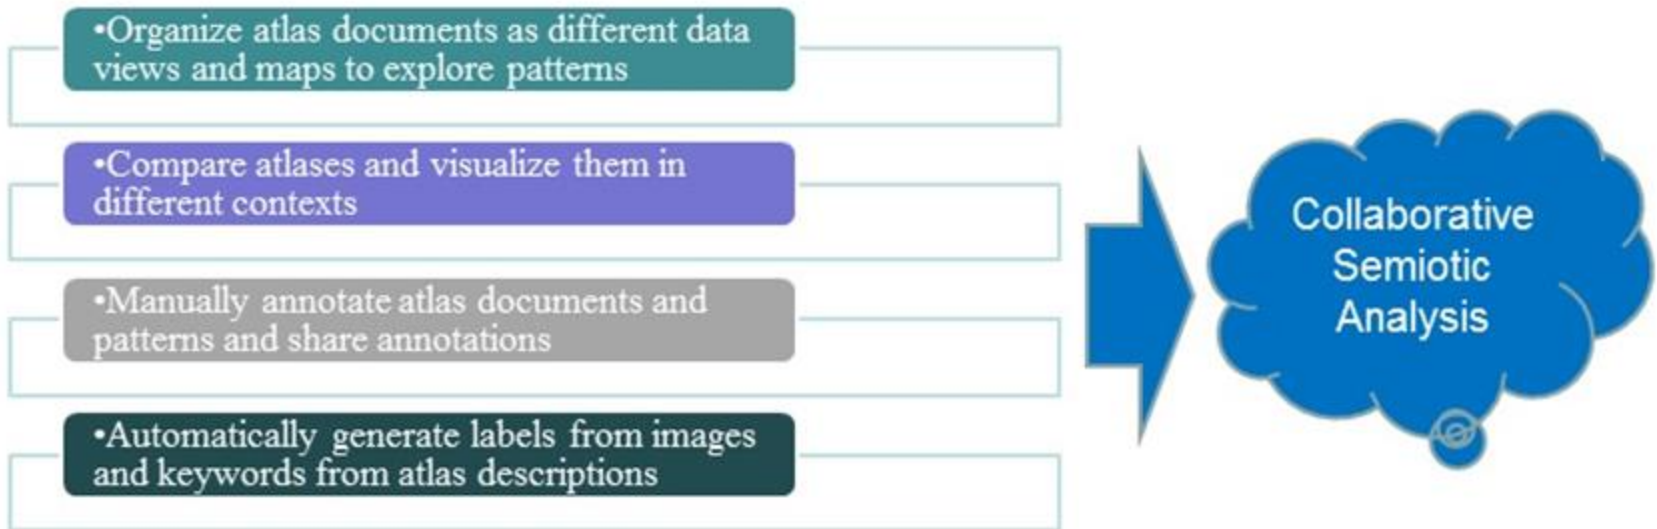 •Organize atlas documents as different data
views and maps to explore patterns
•Compare atlases and visualize them in
different contexts
•Manually annotate atlas documents and
patterns and share annotations
•Automatically generate labels from images
and keywords from atlas descriptions
Collaborative
Semiotic
Analysis